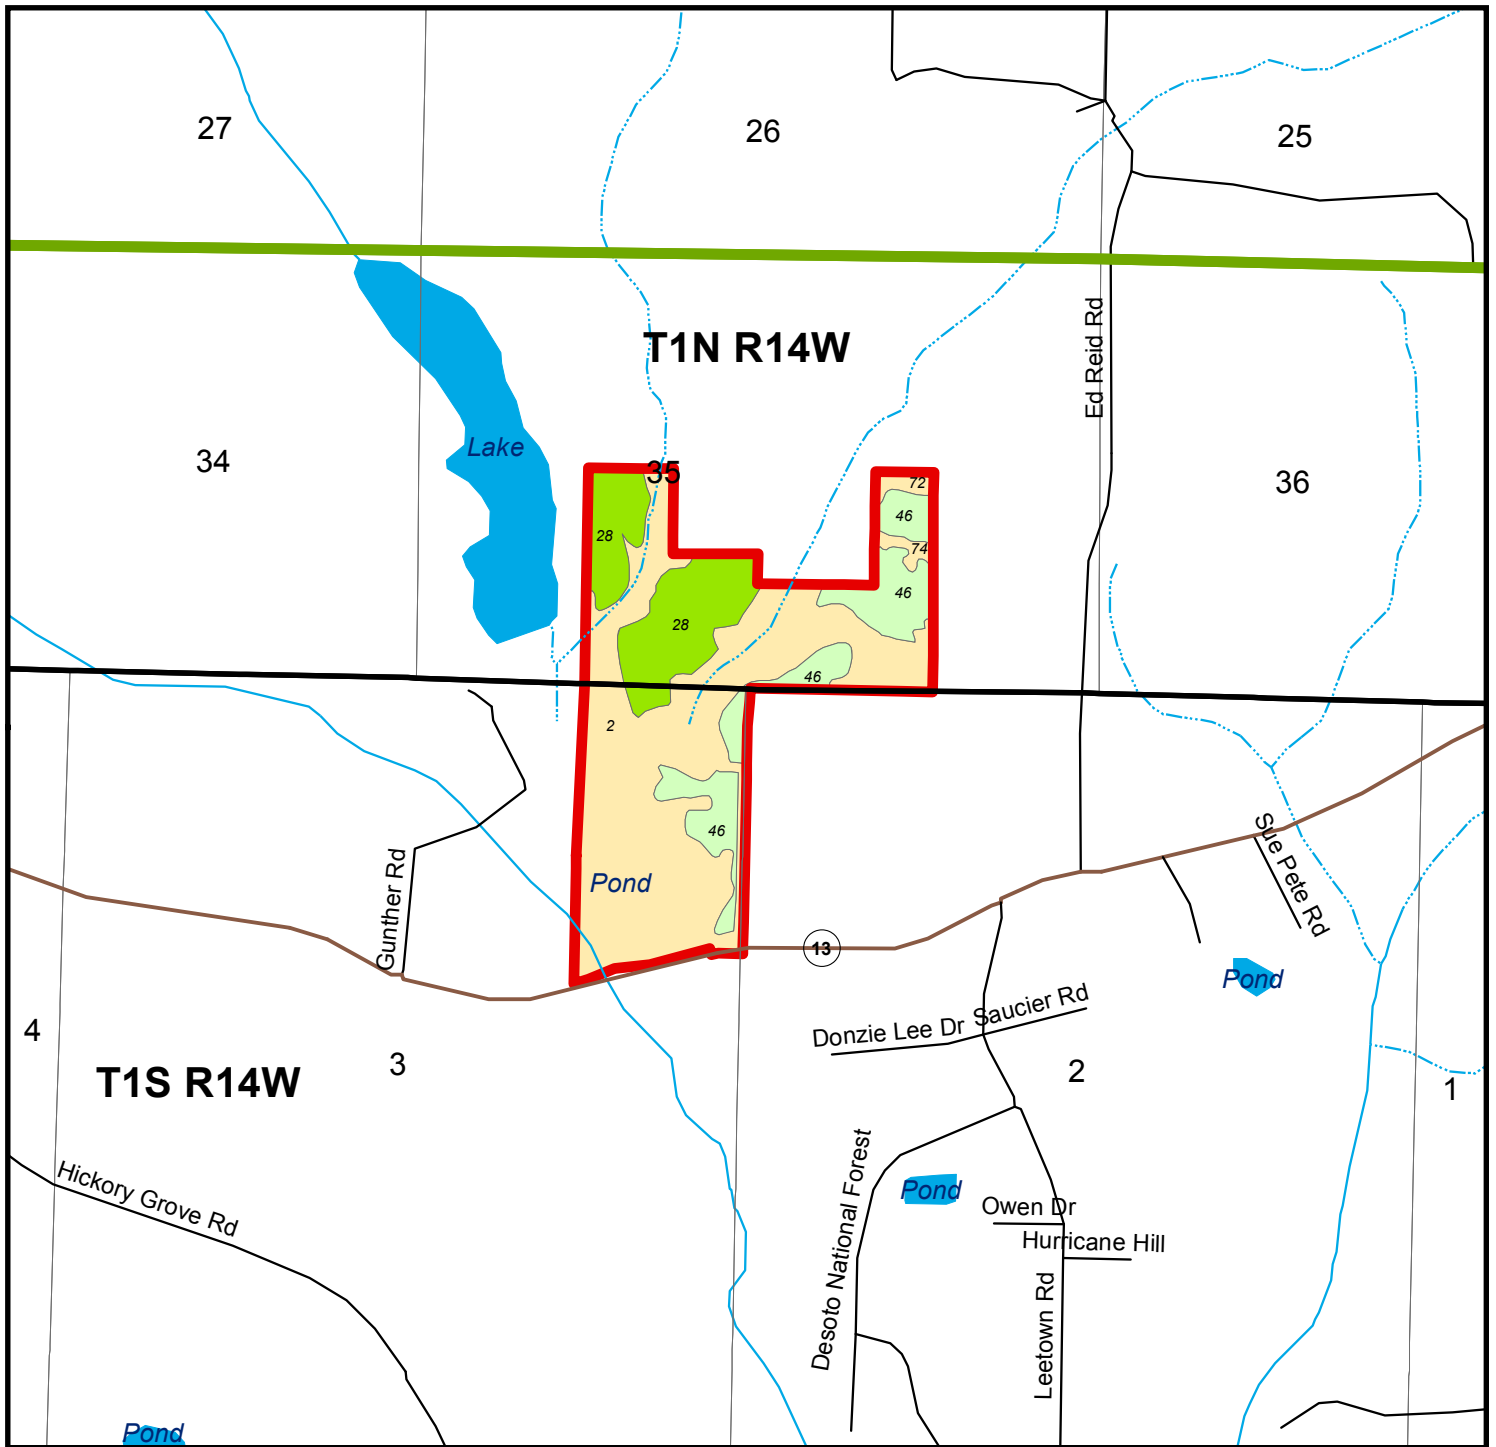 27
26
25
T1N R14W
Ed Reid Rd
34
Lake
35
36
72
46
28
74
46
28
46
2
46
Pond
Gunther Rd
13
Sue Pete Rd
Pond
Donzie Lee Dr
Saucier Rd
4
3
2
1
T1S R14W
Hickory Grove Rd
Desoto National Forest
Pond
Owen Dr
Hurricane Hill
Leetown Rd
Pond